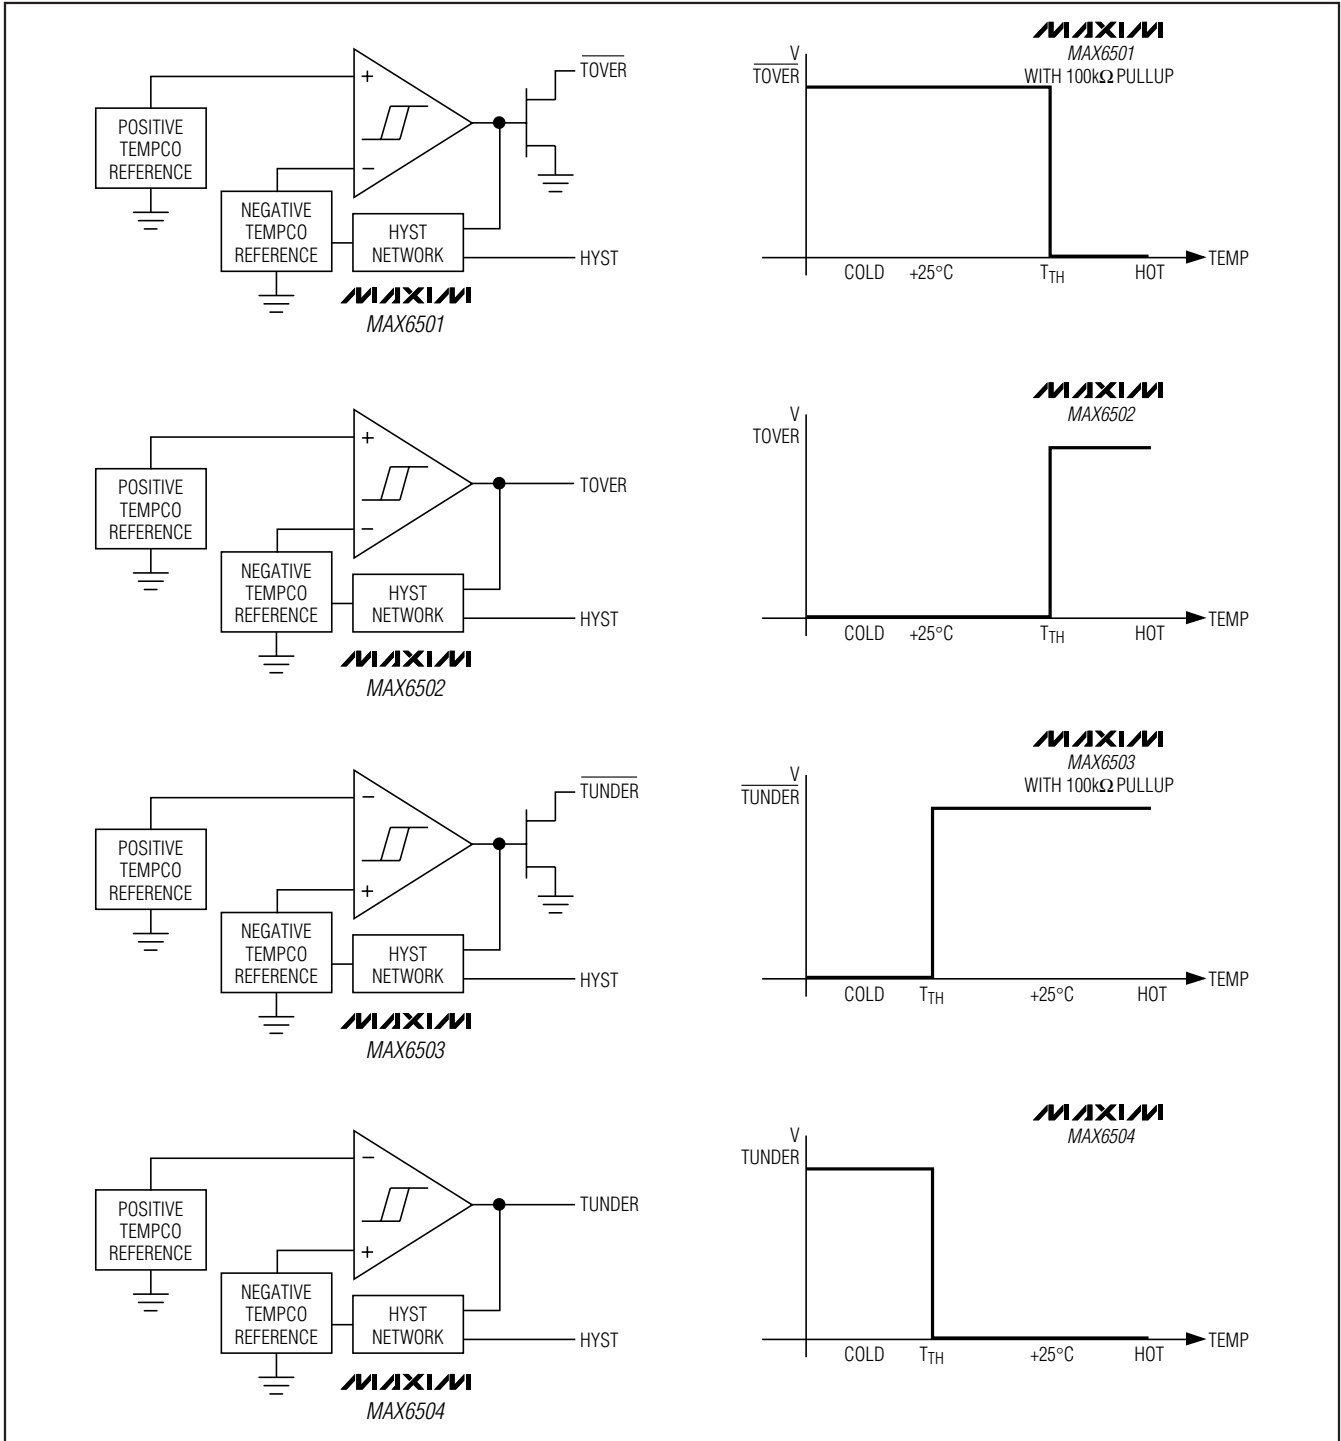 TOVER
+
−
POSITIVE
TEMPCO
REFERENCE
NEGATIVE
TEMPCO
REFERENCE
HYST
NETWORK
HYST
MAXIM
MAX6501
MAXIM
MAX6501
WITH 100kΩ PULLUP
V
TOVER
COLD
+25°C
TTH
HOT
TEMP
+
−
POSITIVE
TEMPCO
REFERENCE
TOVER
NEGATIVE
TEMPCO
REFERENCE
HYST
NETWORK
HYST
MAXIM
MAX6502
MAXIM
MAX6502
V
TOVER
COLD
+25°C
TTH
HOT
TEMP
TUNDER
−
+
POSITIVE
TEMPCO
REFERENCE
NEGATIVE
TEMPCO
REFERENCE
HYST
NETWORK
HYST
MAXIM
MAX6503
MAXIM
MAX6503
WITH 100kΩ PULLUP
V
TUNDER
COLD
TTH
+25°C
HOT
TEMP
−
+
POSITIVE
TEMPCO
REFERENCE
TUNDER
NEGATIVE
TEMPCO
REFERENCE
HYST
NETWORK
HYST
MAXIM
MAX6504
MAXIM
MAX6504
V
TUNDER
COLD
TTH
+25°C
HOT
TEMP